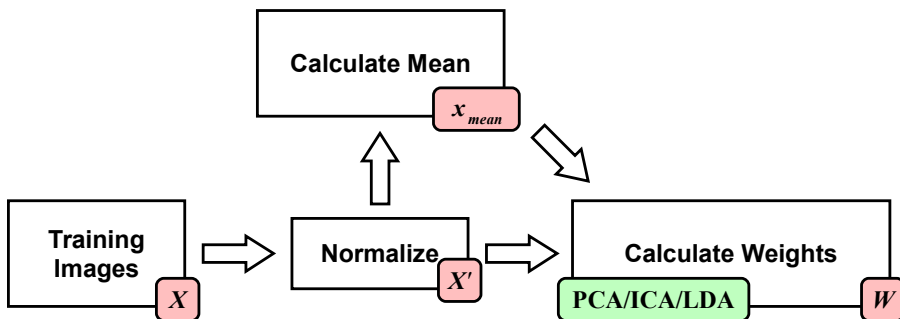 Calculate Mean
x_mean
Training
Images
X
Normalize
X'
Calculate Weights
PCA/ICA/LDA
W